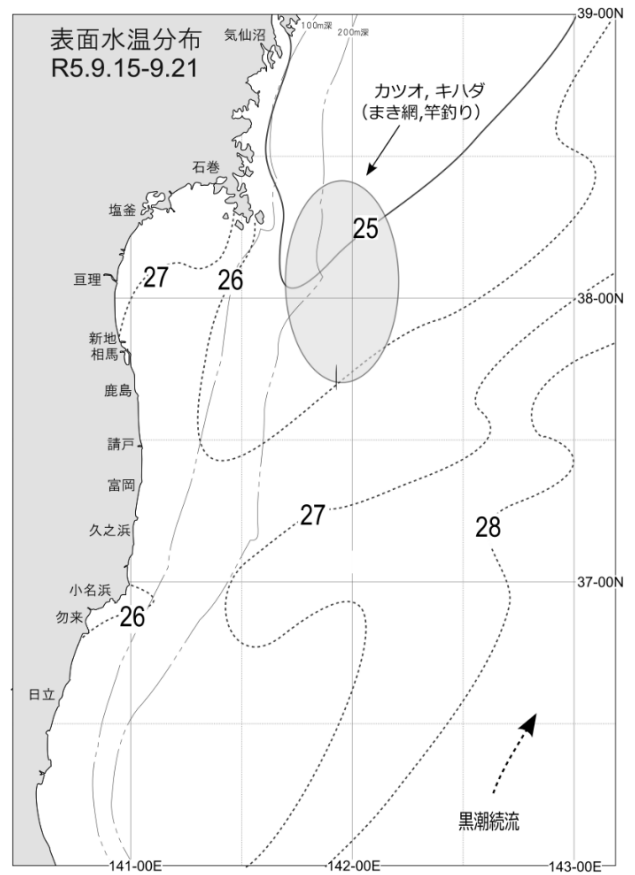 表面水温分布
R5.9.15-9.21
気仙沼
100m深
200m深
39-00N
カツオ, キハダ
(まき網,竿釣り)
石巻
塩釜
25
27
26
亘理
38-00N
新地
相馬
鹿島
請戸
富岡
27
28
久之浜
37-00N
小名浜
勿来
26
日立
黒潮続流
141-00E
142-00E
143-00E